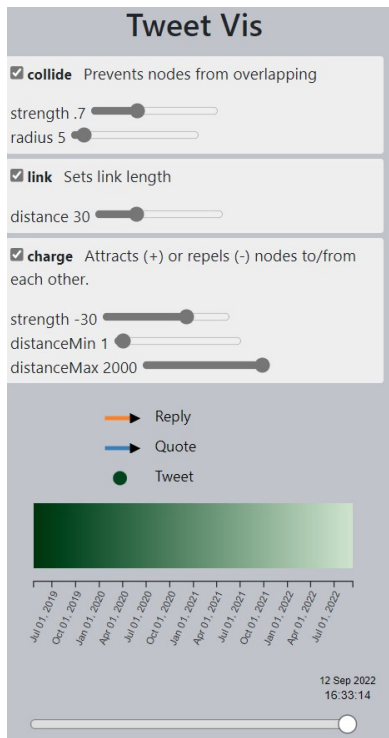 Tweet Vis
collide Prevents nodes from overlapping
strength .7
radius 5
link Sets link length
distance 30
charge Attracts (+) or repels (-) nodes to/from
each other.
strength -30
distanceMin 1
distanceMax 2000
Reply
Quote
Tweet
Jul 01, 2019
Oct 01, 2019
Jan 01, 2020
Apr 01, 2020
Jul 01, 2020
Oct 01, 2020
Jan 01, 2021
Apr 01, 2021
Jul 01, 2021
Oct 01, 2021
Jan 01, 2022
Apr 01, 2022
Jul 01, 2022
12 Sep 2022
16:33:14